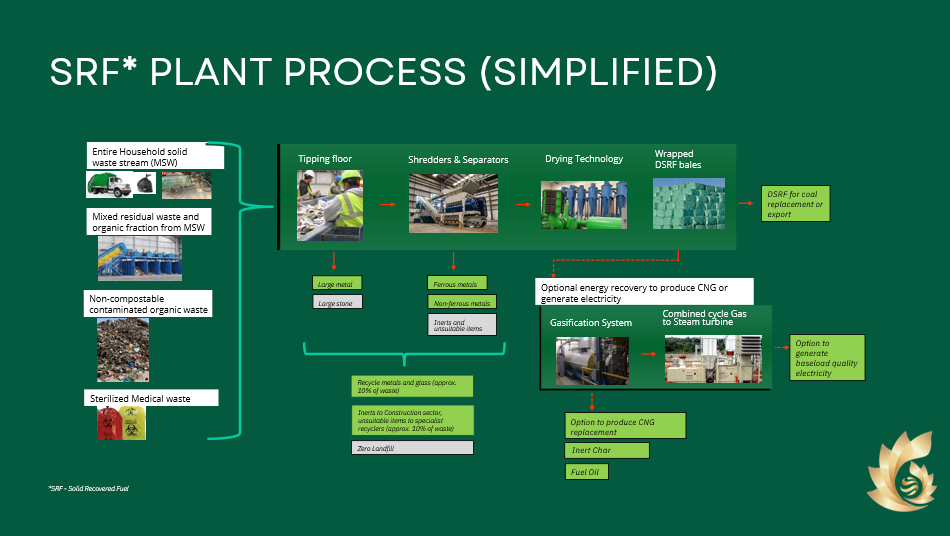 SRF* PLANT PROCESS (SIMPLIFIED)
Entire Household solid
waste stream (MSW)
Mixed residual waste and
organic fraction from MSW
Non-compostable
contaminated organic waste
Sterilized Medical waste
Tipping floor
Shredders & Separators
Drying Technology
Wrapped
DSRF bales
DSRF for coal
replacement or
export
Large metal
Large stone
Ferrous metals
Non-ferrous metals
Inerts and
unsuitable items
Recycle metals and glass (approx.
10% of waste)
Inerts to Construction sector,
unsuitable items to specialist
recyclers (approx. 10% of waste)
Zero Landfill
Optional energy recovery to produce CNG or
generate electricity
Gasification System
Combined cycle Gas
to Steam turbine
Option to
generate
baseload quality
electricity
Option to produce CNG
replacement
Inert Char
Fuel Oil
*SRF - Solid Recovered Fuel